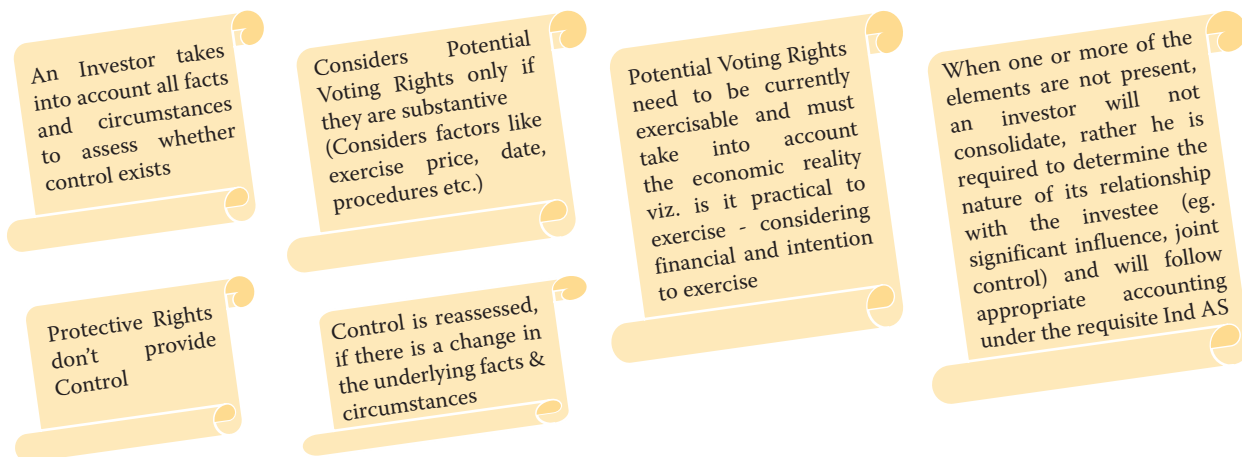 An Investor takes
into account all facts
and circumstances
to assess whether
control exists
Considers Potential
Voting Rights only if
they are substantive
(Considers factors like
exercise price, date,
procedures etc.)
Potential Voting Rights
need to be currently
exercisable and must
take into account
the economic reality
viz. is it practical to
exercise - considering
financial and intention
to exercise
When one or more of the
elements are not present,
an investor will not
consolidate, rather he is
required to determine the
nature of its relationship
with the investee (eg.
significant influence, joint
control) and will follow
appropriate accounting
under the requisite Ind AS
Protective Rights
don't provide
Control
Control is reassessed,
if there is a change in
the underlying facts &
circumstances